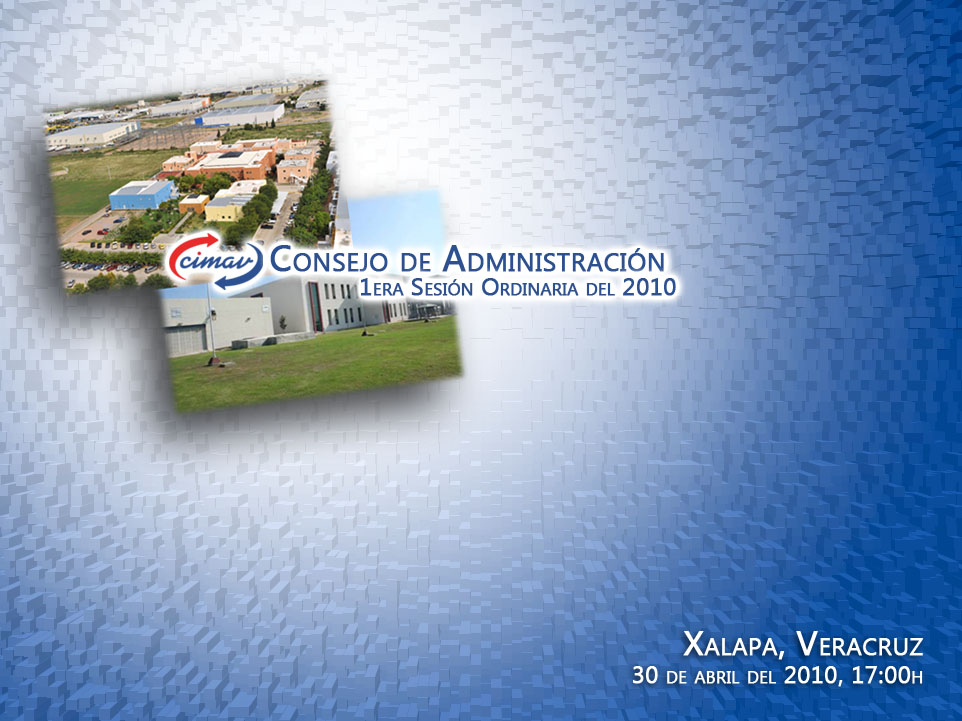 cimav
Consejo de Administración
1era Sesión Ordinaria del 2010
Xalapa, Veracruz
30 de abril del 2010, 17:00h